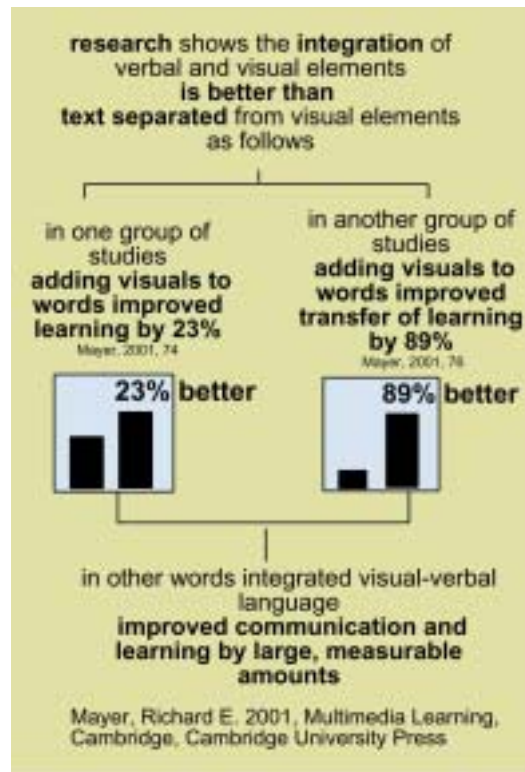 research shows the integration of
verbal and visual elements
is better than
text separated from visual elements
as follows
in one group of
studies
adding visuals to
words improved
learning by 23%
Mayer, 2001, 74
23% better
in another group of
studies
adding visuals to
words improved
transfer of learning
by 89%
Mayer, 2001, 76
89% better
in other words integrated visual-verbal
language
improved communication and
learning by large, measurable
amounts
Mayer, Richard E. 2001, Multimedia Learning,
Cambridge, Cambridge University Press